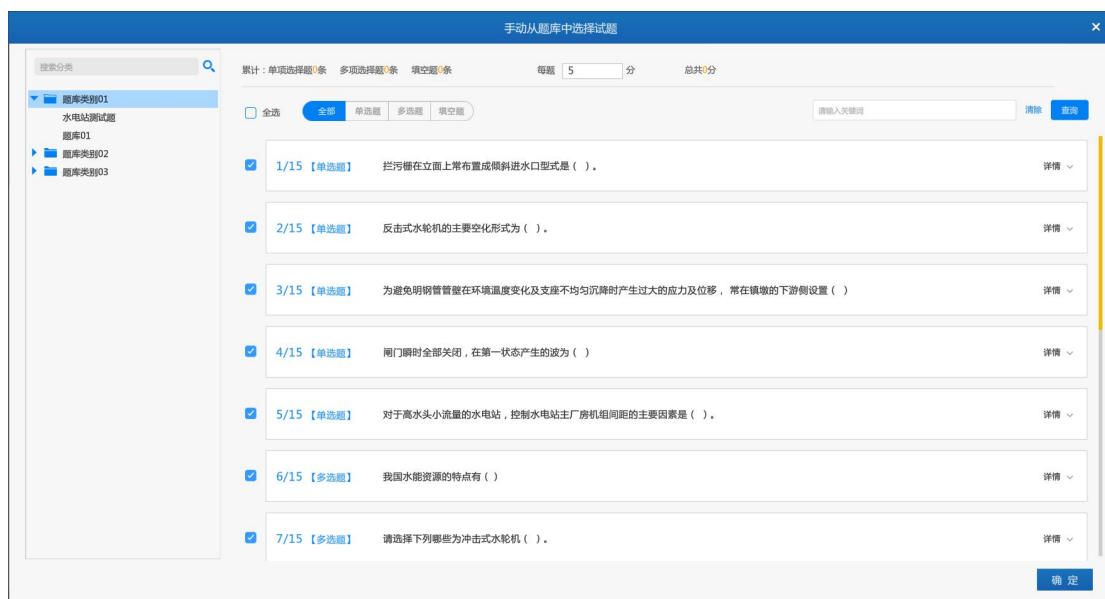 手动从题库中选择试题
搜索分类
题库类别01
水电站测试题
题库01
题库类别02
题库类别03
累计：单项选择题0条 多项选择题0条 填空题0条 每题 5 分 总共0分
全选 全部 单选题 多选题 填空题 请输入关键词 清除 查询
1/15 【单选题】 拦污栅在立面上常布置成倾斜进水口型式是（ ）。 详情
2/15 【单选题】 反击式水轮机的主要空化形式为（ ）。 详情
3/15 【单选题】 为避免明钢管管壁在环境温度变化及支座不均匀沉降时产生过大的应力及位移，常在镇墩的下游侧设置（ ） 详情
4/15 【单选题】 闸门瞬时全部关闭，在第一状态产生的波为（ ） 详情
5/15 【单选题】 对于高水头小流量的水电站，控制水电站主厂房机组间距的主要因素是（ ）。 详情
6/15 【多选题】 我国水能资源的特点有（ ） 详情
7/15 【多选题】 请选择下列哪些为冲击式水轮机（ ）。 详情
确 定